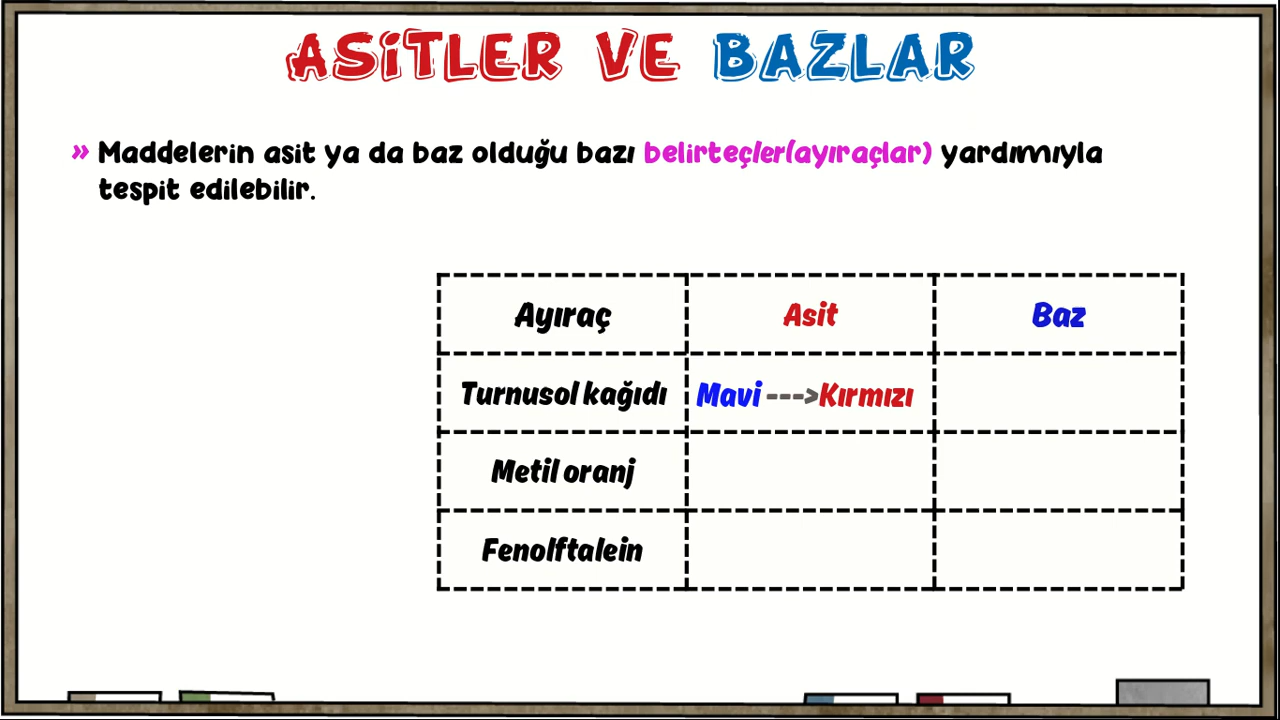 ASİTLER VE BAZLAR
» Maddelerin asit ya da baz olduğu bazı belirteçler(ayıraçlar) yardımıyla
tespit edilebilir.
Ayıraç Asit Baz
Turnusol kağıdı Mavi --->Kırmızı
Metil oranj
Fenolftalein